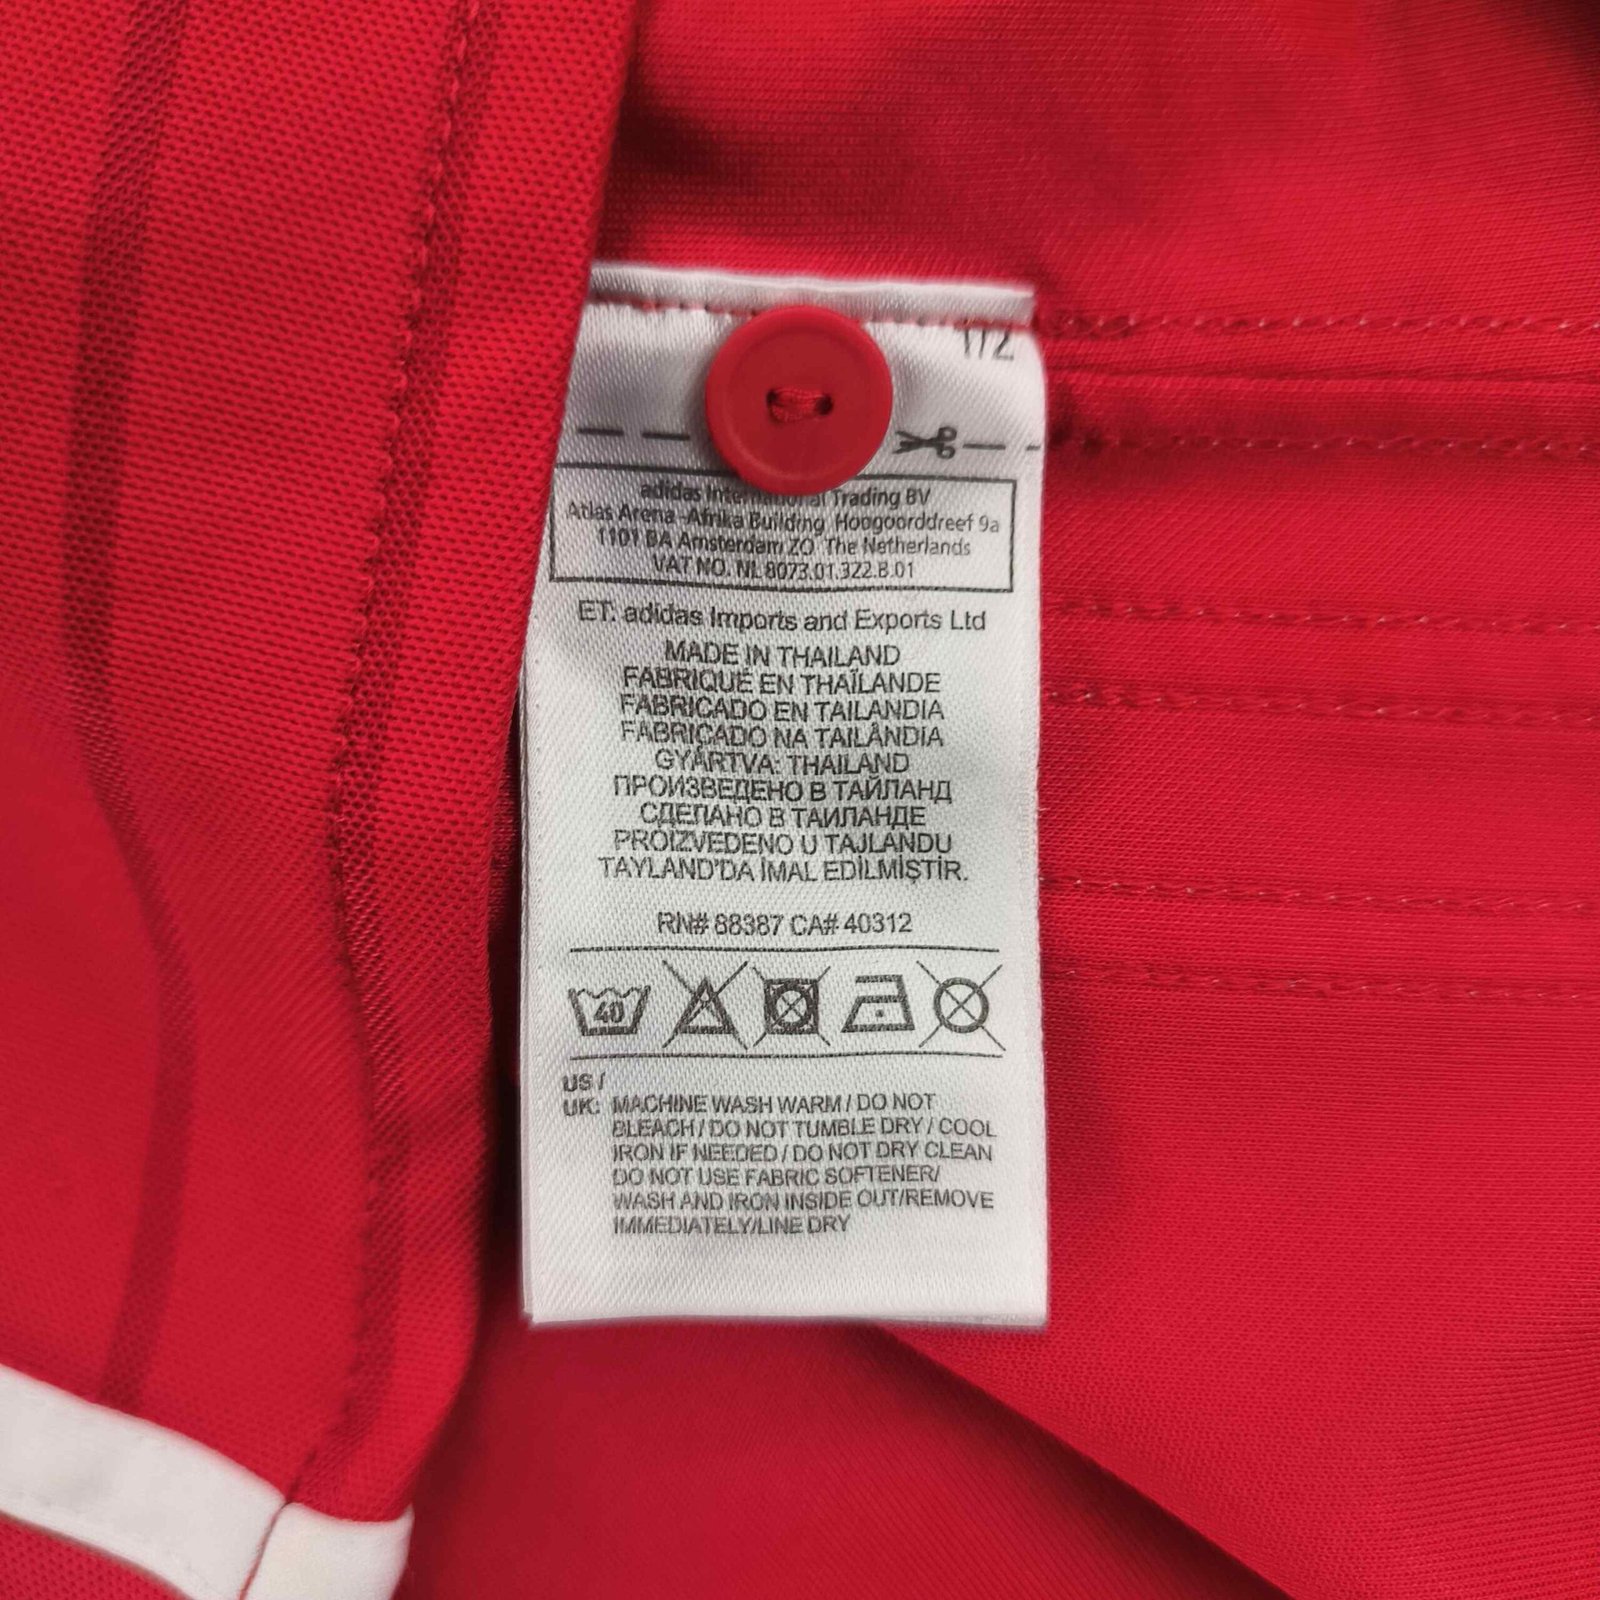 1/2
adidas International Trading BV
Atlas Arena -Afrika Building Hoogoorddreef 9a
1101 BA Amsterdam ZO The Netherlands
VAT NO. NL 8073.01.322.B.01
ET: adidas Imports and Exports Ltd
MADE IN THAILAND
FABRIQUÉ EN THAÏLANDE
FABRICADO EN TAILANDIA
FABRICADO NA TAILÂNDIA
GYÁRTVA: THAILAND
ПРОИЗВЕДЕНО В ТАЙЛАНД
СДЕЛАНО В ТАИЛАНДЕ
PROIZVEDENO U TAJLANDU
TAYLAND'DA İMAL EDİLMİŞTİR.
RN# 88387 CA# 40312
40
US /
UK: MACHINE WASH WARM / DO NOT
BLEACH / DO NOT TUMBLE DRY / COOL
IRON IF NEEDED / DO NOT DRY CLEAN
DO NOT USE FABRIC SOFTENER/
WASH AND IRON INSIDE OUT/REMOVE
IMMEDIATELY/LINE DRY